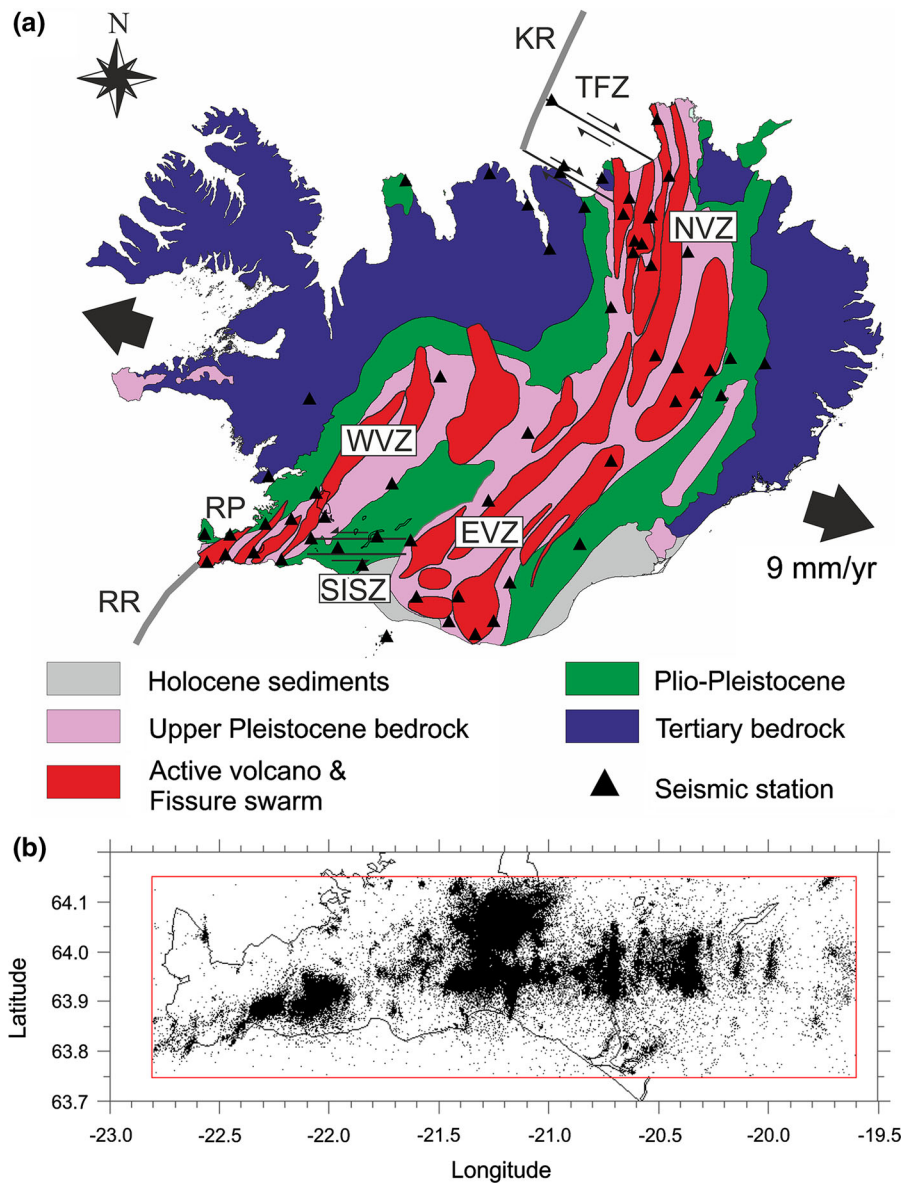 (a)
N
KR
TFZ
NVZ
WVZ
RP
EVZ
SISZ
RR
9 mm/yr
Holocene sediments
Plio-Pleistocene
Upper Pleistocene bedrock
Tertiary bedrock
Active volcano &
Fissure swarm
Seismic station
(b)
64.1
64.0
63.9
63.8
63.7
Latitude
-23.0 -22.5 -22.0 -21.5 -21.0 -20.5 -20.0 -19.5
Longitude